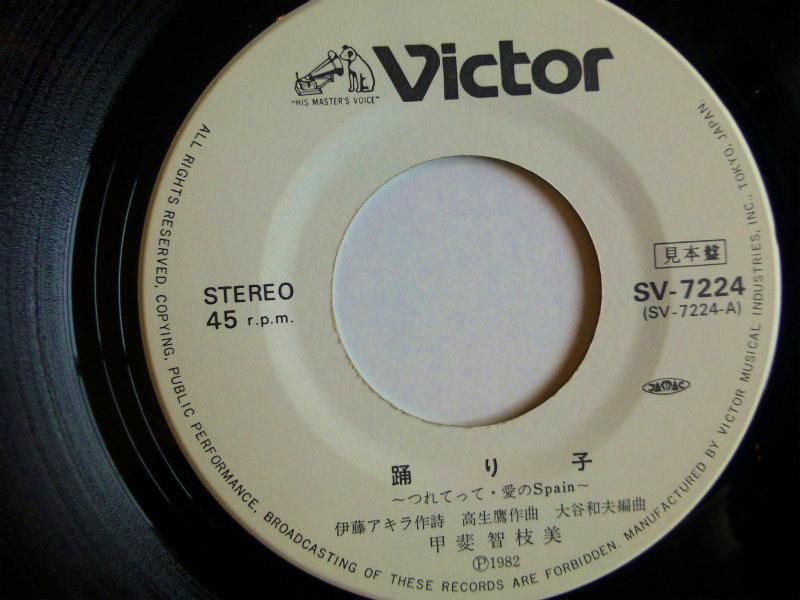 Victor
"HIS MASTER'S VOICE"
STEREO
45 r.p.m.
見本盤
SV-7224
(SV-7224-A)
JASRAC
踊り子
～つれてって・愛のSpain～
伊藤アキラ作詩 高生鷹作曲 大谷和夫編曲
甲斐智枝美
Ⓟ1982
ALL RIGHTS RESERVED, COPYING, PUBLIC PERFORMANCE, BROADCASTING OF THESE RECORDS ARE FORBIDDEN. MANUFACTURED BY VICTOR MUSICAL INDUSTRIES, INC., TOKYO, JAPAN.